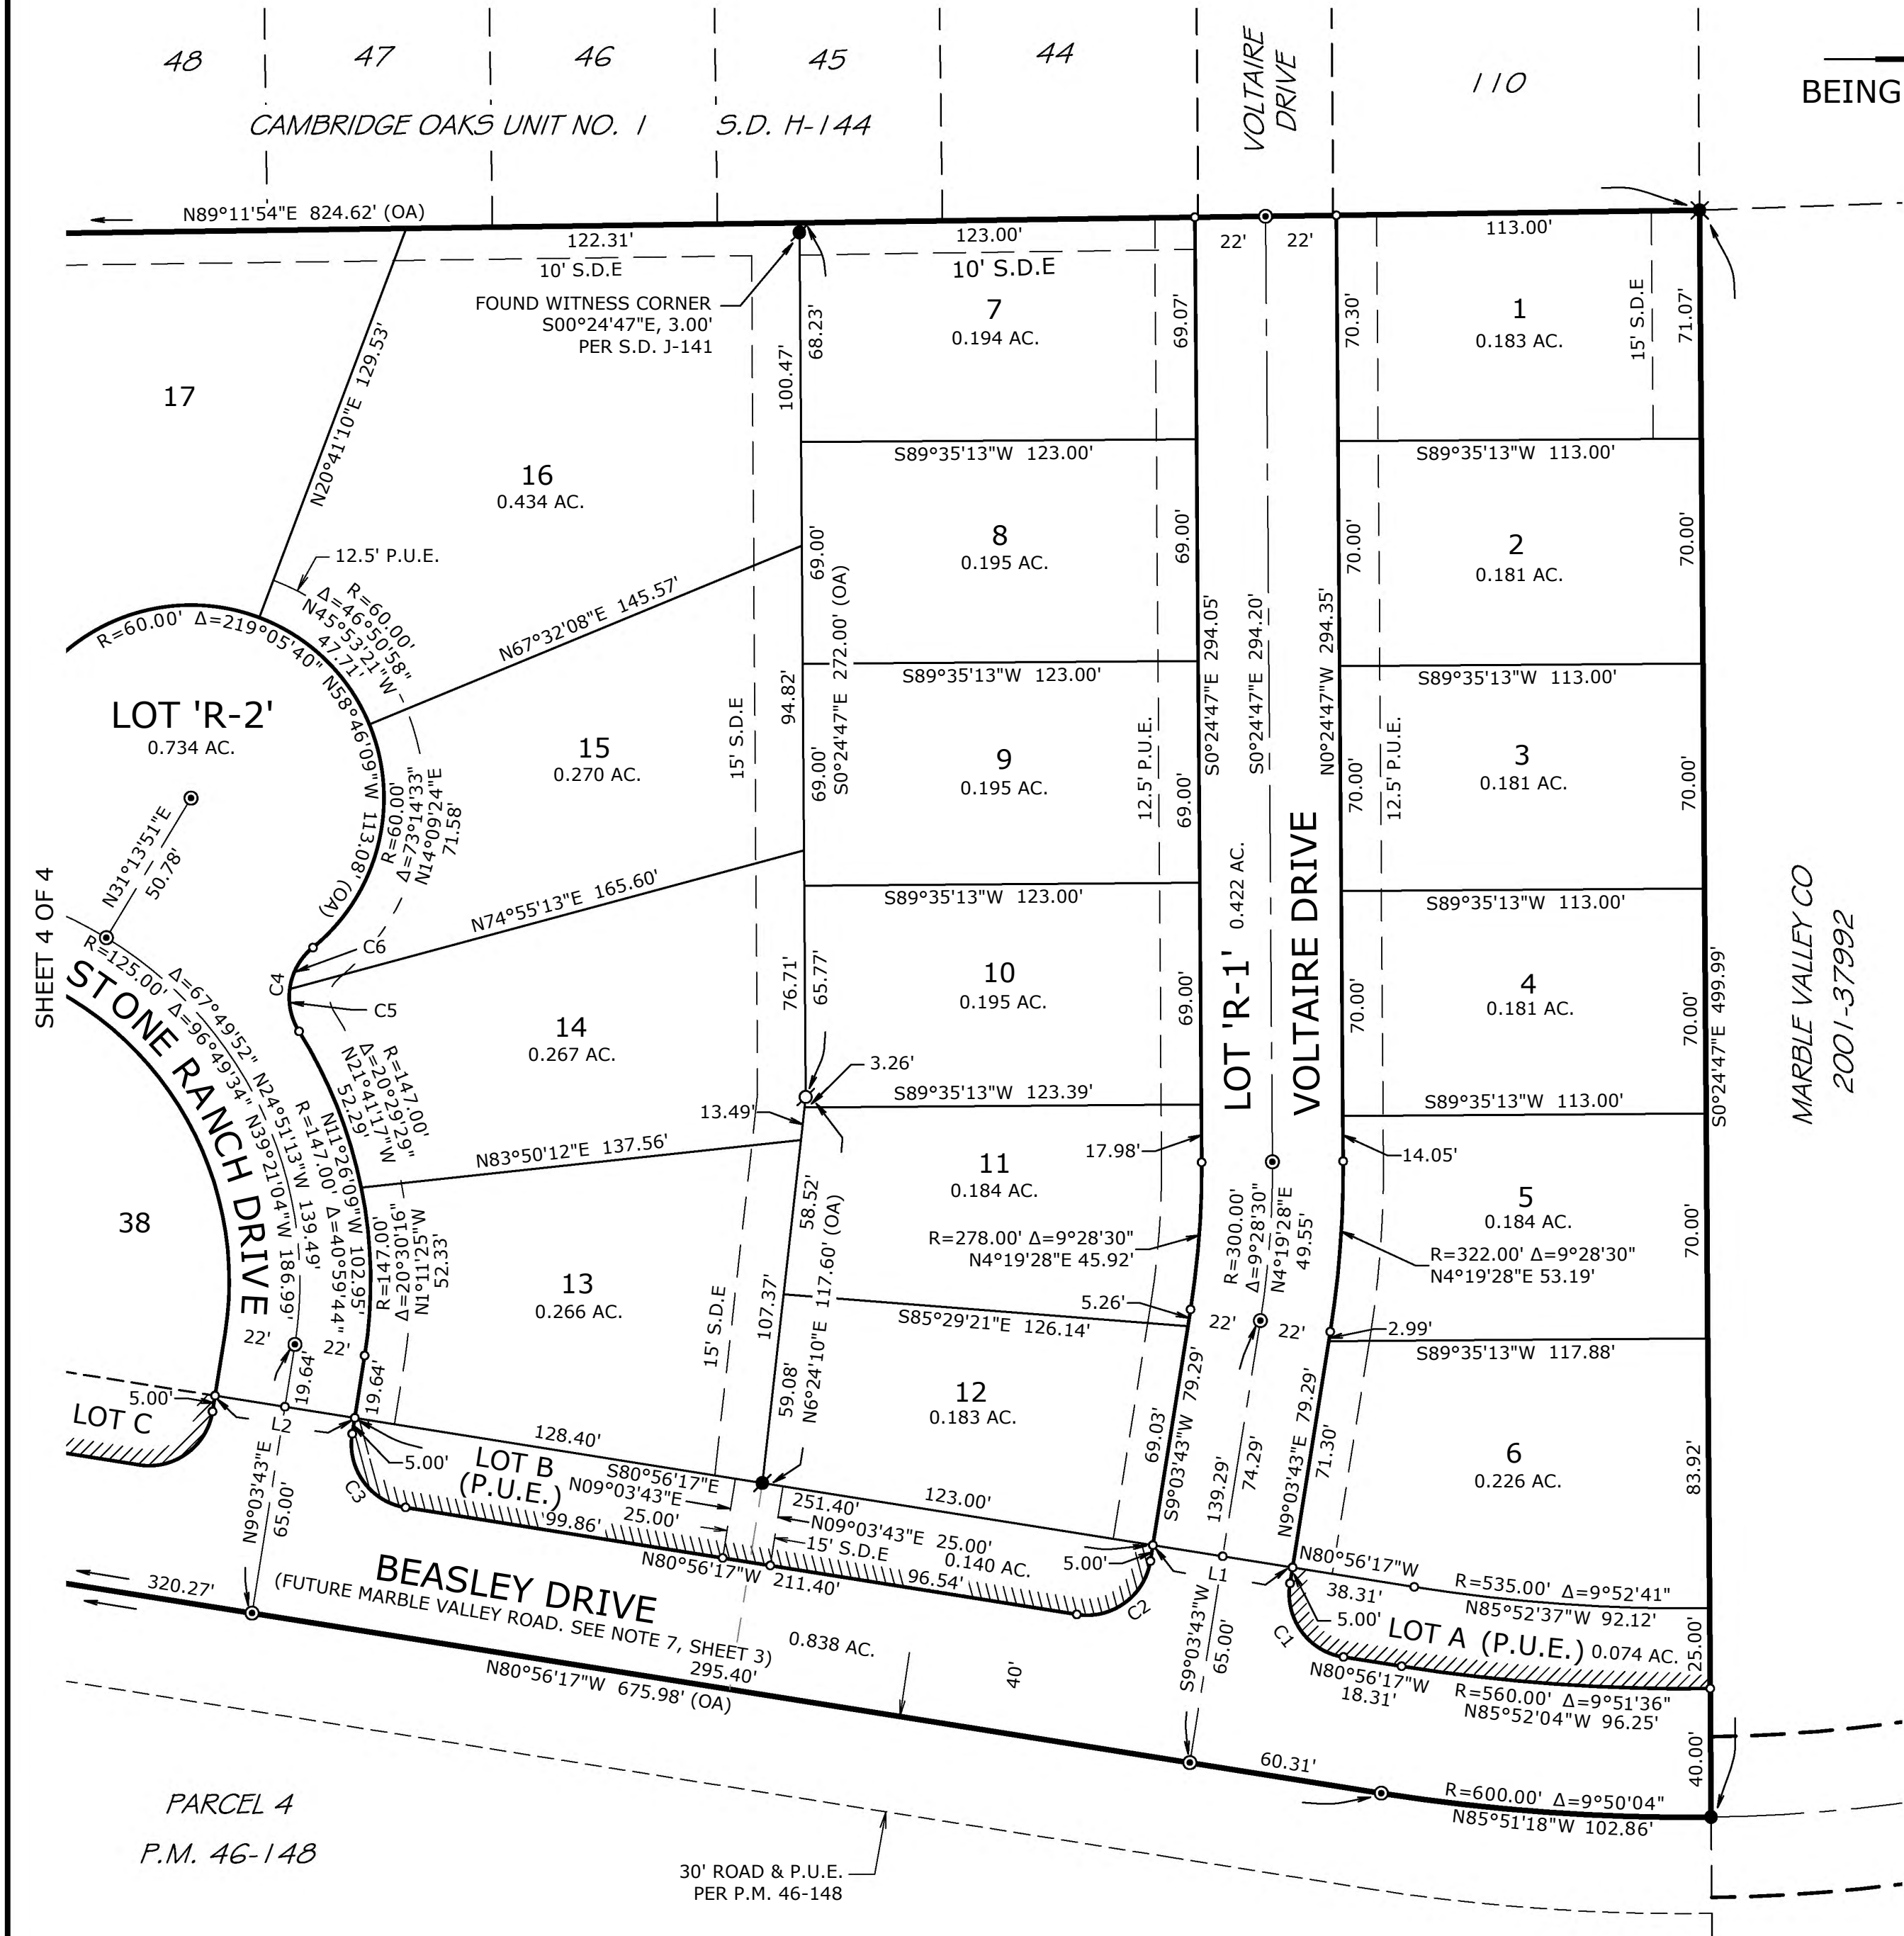 48
47
46
45
44
VOLTAIRE
DRIVE
110
BEING
CAMBRIDGE OAKS UNIT NO. 1
S.D. H-144
N89°11'54"E 824.62' (OA)
122.31'
10' S.D.E
123.00'
10' S.D.E
22'
22'
113.00'
FOUND WITNESS CORNER
S00°24'47"E, 3.00'
PER S.D. J-141
7
0.194 AC.
1
0.183 AC.
15' S.D.E
71.07'
68.23'
100.47'
69.07'
70.30'
17
N20°41'10"E 129.53'
16
0.434 AC.
S89°35'13"W 123.00'
S89°35'13"W 113.00'
12.5' P.U.E.
8
0.195 AC.
2
0.181 AC.
69.00'
69.00'
70.00'
70.00'
R=60.00'
Δ=46°50'58"
N45°53'21"W
47.71'
N67°32'08"E 145.57'
S0°24'47"E 272.00' (OA)
S0°24'47"E 294.05'
S0°24'47"E 294.20'
N0°24'47"W 294.35'
R=60.00' Δ=219°05'40" N58°46'09"W 113.08' (OA)
S89°35'13"W 123.00'
S89°35'13"W 113.00'
LOT 'R-2'
0.734 AC.
15
0.270 AC.
15' S.D.E
94.82'
69.00'
9
0.195 AC.
12.5' P.U.E.
69.00'
70.00'
12.5' P.U.E.
3
0.181 AC.
70.00'
R=60.00'
Δ=73°14'33"
N14°09'24"E
71.58'
N31°13'51"E
50.78'
SHEET 4 OF 4
N74°55'13"E 165.60'
S89°35'13"W 123.00'
S89°35'13"W 113.00'
C6
C4
C5
14
0.267 AC.
76.71'
65.77'
10
0.195 AC.
69.00'
LOT 'R-1' 0.422 AC.
VOLTAIRE DRIVE
70.00'
4
0.181 AC.
70.00'
S0°24'47"E 499.99'
MARBLE VALLEY CO
2001-37992
STONE RANCH DRIVE
R=125.00' Δ=96°49'34" N39°21'04"W 186.99'
Δ=67°49'52" N24°51'13"W 139.49'
R=147.00' Δ=40°59'44"
N11°26'09"W 102.95'
R=147.00'
Δ=20°29'29"
N21°41'17"W
52.29'
3.26'
S89°35'13"W 123.39'
S89°35'13"W 113.00'
13.49'
N83°50'12"E 137.56'
17.98'
14.05'
11
0.184 AC.
5
0.184 AC.
38
R=147.00'
Δ=20°30'16"
N1°11'25"W
52.33'
58.52'
N6°24'10"E 117.60' (OA)
R=278.00' Δ=9°28'30"
N4°19'28"E 45.92'
R=300.00'
Δ=9°28'30"
N4°19'28"E
49.55'
R=322.00' Δ=9°28'30"
N4°19'28"E 53.19'
70.00'
13
0.266 AC.
15' S.D.E
107.37'
5.26'
S85°29'21"E 126.14'
22'
22'
2.99'
S89°35'13"W 117.88'
22'
22'
19.64'
19.64'
59.08'
12
0.183 AC.
69.03'
S9°03'43"W 79.29'
139.29'
74.29'
N9°03'43"E 79.29'
71.30'
6
0.226 AC.
83.92'
5.00'
LOT C
L2
N9°03'43"E
65.00'
5.00'
C3
LOT B
(P.U.E.)
128.40'
S80°56'17"E
N09°03'43"E
25.00'
99.86'
251.40'
123.00'
N09°03'43"E 25.00'
15' S.D.E
0.140 AC.
N80°56'17"W 211.40'
96.54'
5.00'
C2
L1
S9°03'43"W
65.00'
N80°56'17"W
38.31'
R=535.00' Δ=9°52'41"
N85°52'37"W 92.12'
5.00'
C1
LOT A (P.U.E.) 0.074 AC.
25.00'
N80°56'17"W
18.31'
R=560.00' Δ=9°51'36"
N85°52'04"W 96.25'
320.27'
BEASLEY DRIVE
(FUTURE MARBLE VALLEY ROAD. SEE NOTE 7, SHEET 3)
0.838 AC.
295.40'
N80°56'17"W 675.98' (OA)
40'
60.31'
40.00'
R=600.00' Δ=9°50'04"
N85°51'18"W 102.86'
PARCEL 4
P.M. 46-148
30' ROAD & P.U.E.
PER P.M. 46-148